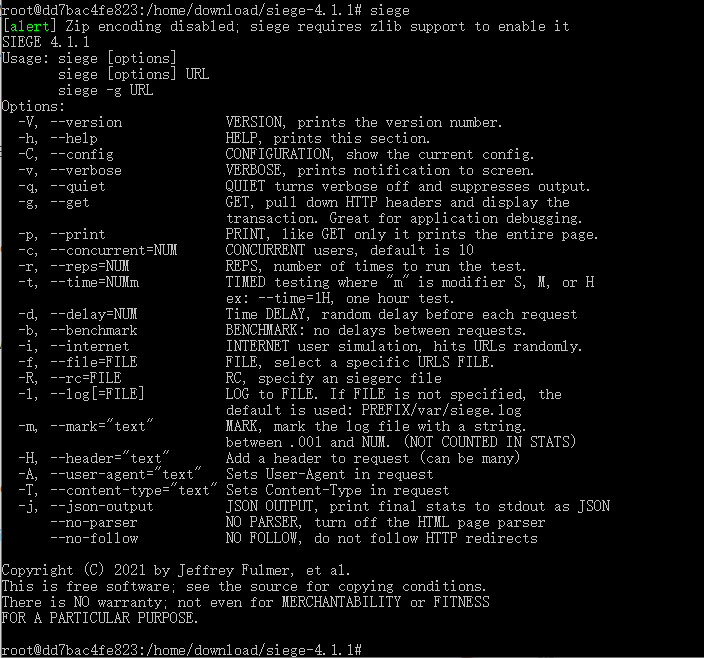 root@dd7bac4fe823:/home/download/siege-4.1.1# siege
[alert] Zip encoding disabled; siege requires zlib support to enable it
SIEGE 4.1.1
Usage: siege [options]
       siege [options] URL
       siege -g URL
Options:
  -V, --version             VERSION, prints the version number.
  -h, --help                HELP, prints this section.
  -C, --config              CONFIGURATION, show the current config.
  -v, --verbose             VERBOSE, prints notification to screen.
  -q, --quiet               QUIET turns verbose off and suppresses output.
  -g, --get                 GET, pull down HTTP headers and display the
                            transaction. Great for application debugging.
  -p, --print               PRINT, like GET only it prints the entire page.
  -c, --concurrent=NUM      CONCURRENT users, default is 10
  -r, --reps=NUM            REPS, number of times to run the test.
  -t, --time=NUMm           TIMED testing where "m" is modifier S, M, or H
                            ex: --time=1H, one hour test.
  -d, --delay=NUM           Time DELAY, random delay before each request
  -b, --benchmark           BENCHMARK: no delays between requests.
  -i, --internet            INTERNET user simulation, hits URLs randomly.
  -f, --file=FILE           FILE, select a specific URLS FILE.
  -R, --rc=FILE             RC, specify an siegerc file
  -l, --log[=FILE]          LOG to FILE. If FILE is not specified, the
                            default is used: PREFIX/var/siege.log
  -m, --mark="text"         MARK, mark the log file with a string.
                            between .001 and NUM. (NOT COUNTED IN STATS)
  -H, --header="text"       Add a header to request (can be many)
  -A, --user-agent="text"   Sets User-Agent in request
  -T, --content-type="text" Sets Content-Type in request
  -j, --json-output         JSON OUTPUT, print final stats to stdout as JSON
      --no-parser           NO PARSER, turn off the HTML page parser
      --no-follow           NO FOLLOW, do not follow HTTP redirects
Copyright (C) 2021 by Jeffrey Fulmer, et al.
This is free software; see the source for copying conditions.
There is NO warranty; not even for MERCHANTABILITY or FITNESS
FOR A PARTICULAR PURPOSE.
root@dd7bac4fe823:/home/download/siege-4.1.1#